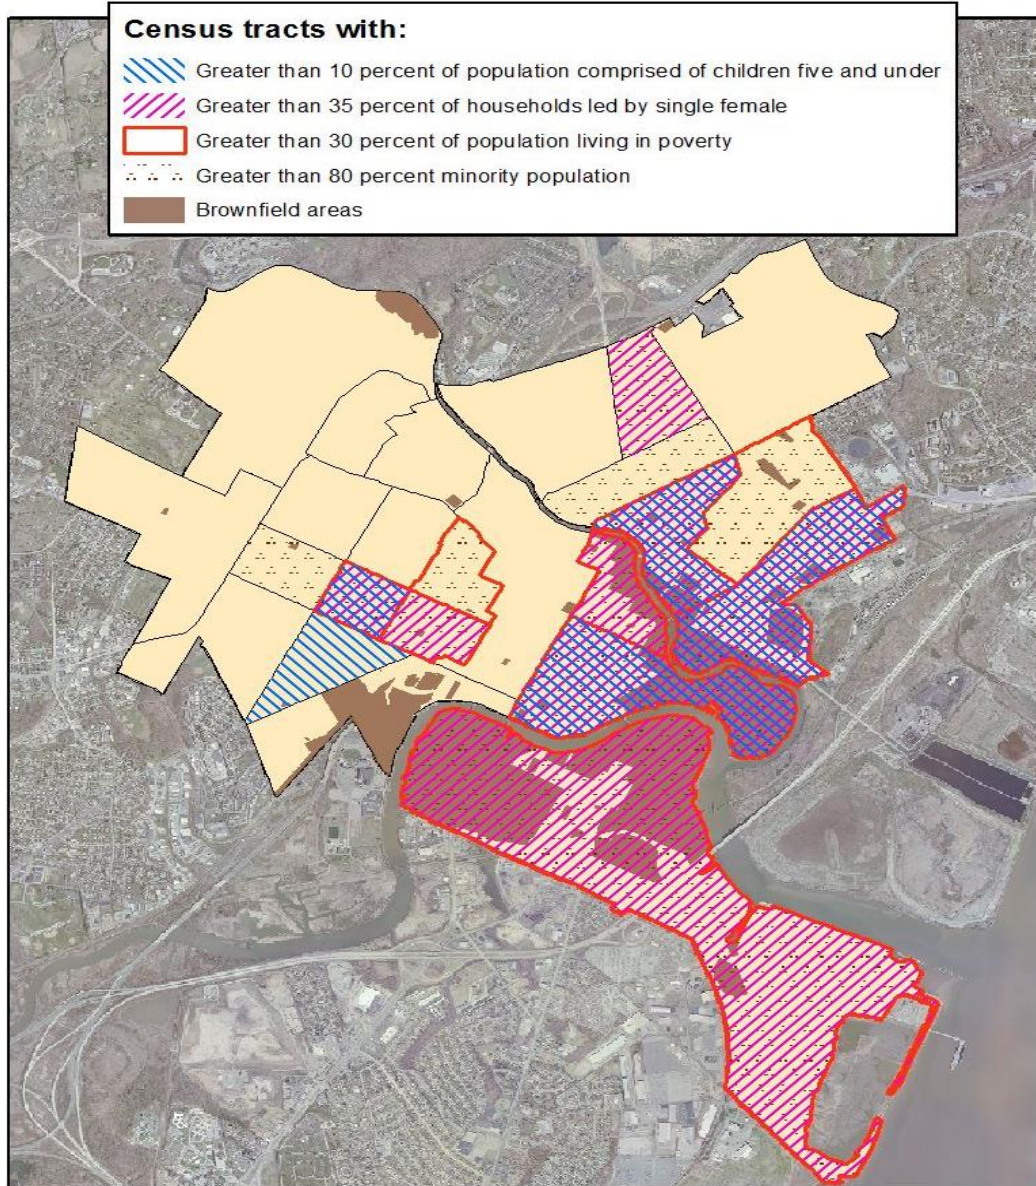 Census tracts with:
Greater than 10 percent of population comprised of children five and under
Greater than 35 percent of households led by single female
Greater than 30 percent of population living in poverty
Greater than 80 percent minority population
Brownfield areas